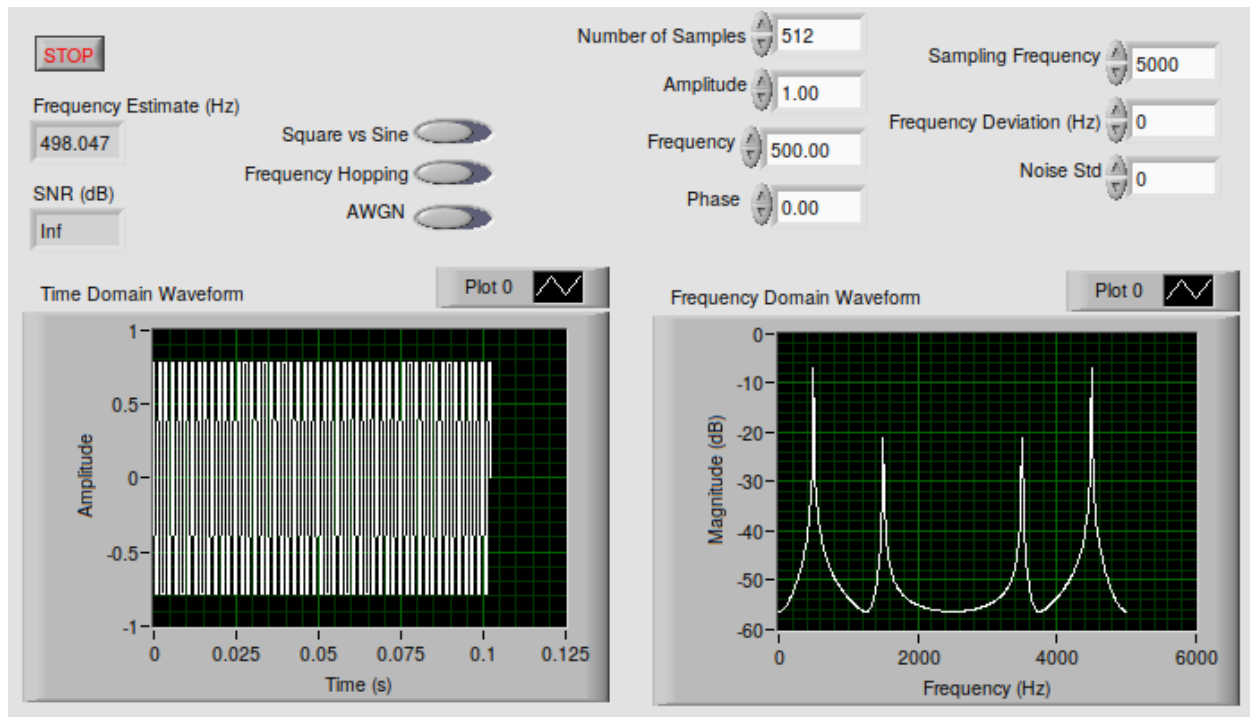 STOP
Frequency Estimate (Hz)
498.047
SNR (dB)
Inf
Square vs Sine
Frequency Hopping
AWGN
Number of Samples 512
Amplitude 1.00
Frequency 500.00
Phase 0.00
Sampling Frequency 5000
Frequency Deviation (Hz) 0
Noise Std 0
Time Domain Waveform
Plot 0
1
0.5
0
-0.5
-1
Amplitude
0 0.025 0.05 0.075 0.1 0.125
Time (s)
Frequency Domain Waveform
Plot 0
0
-10
-20
-30
-40
-50
-60
Magnitude (dB)
0 2000 4000 6000
Frequency (Hz)